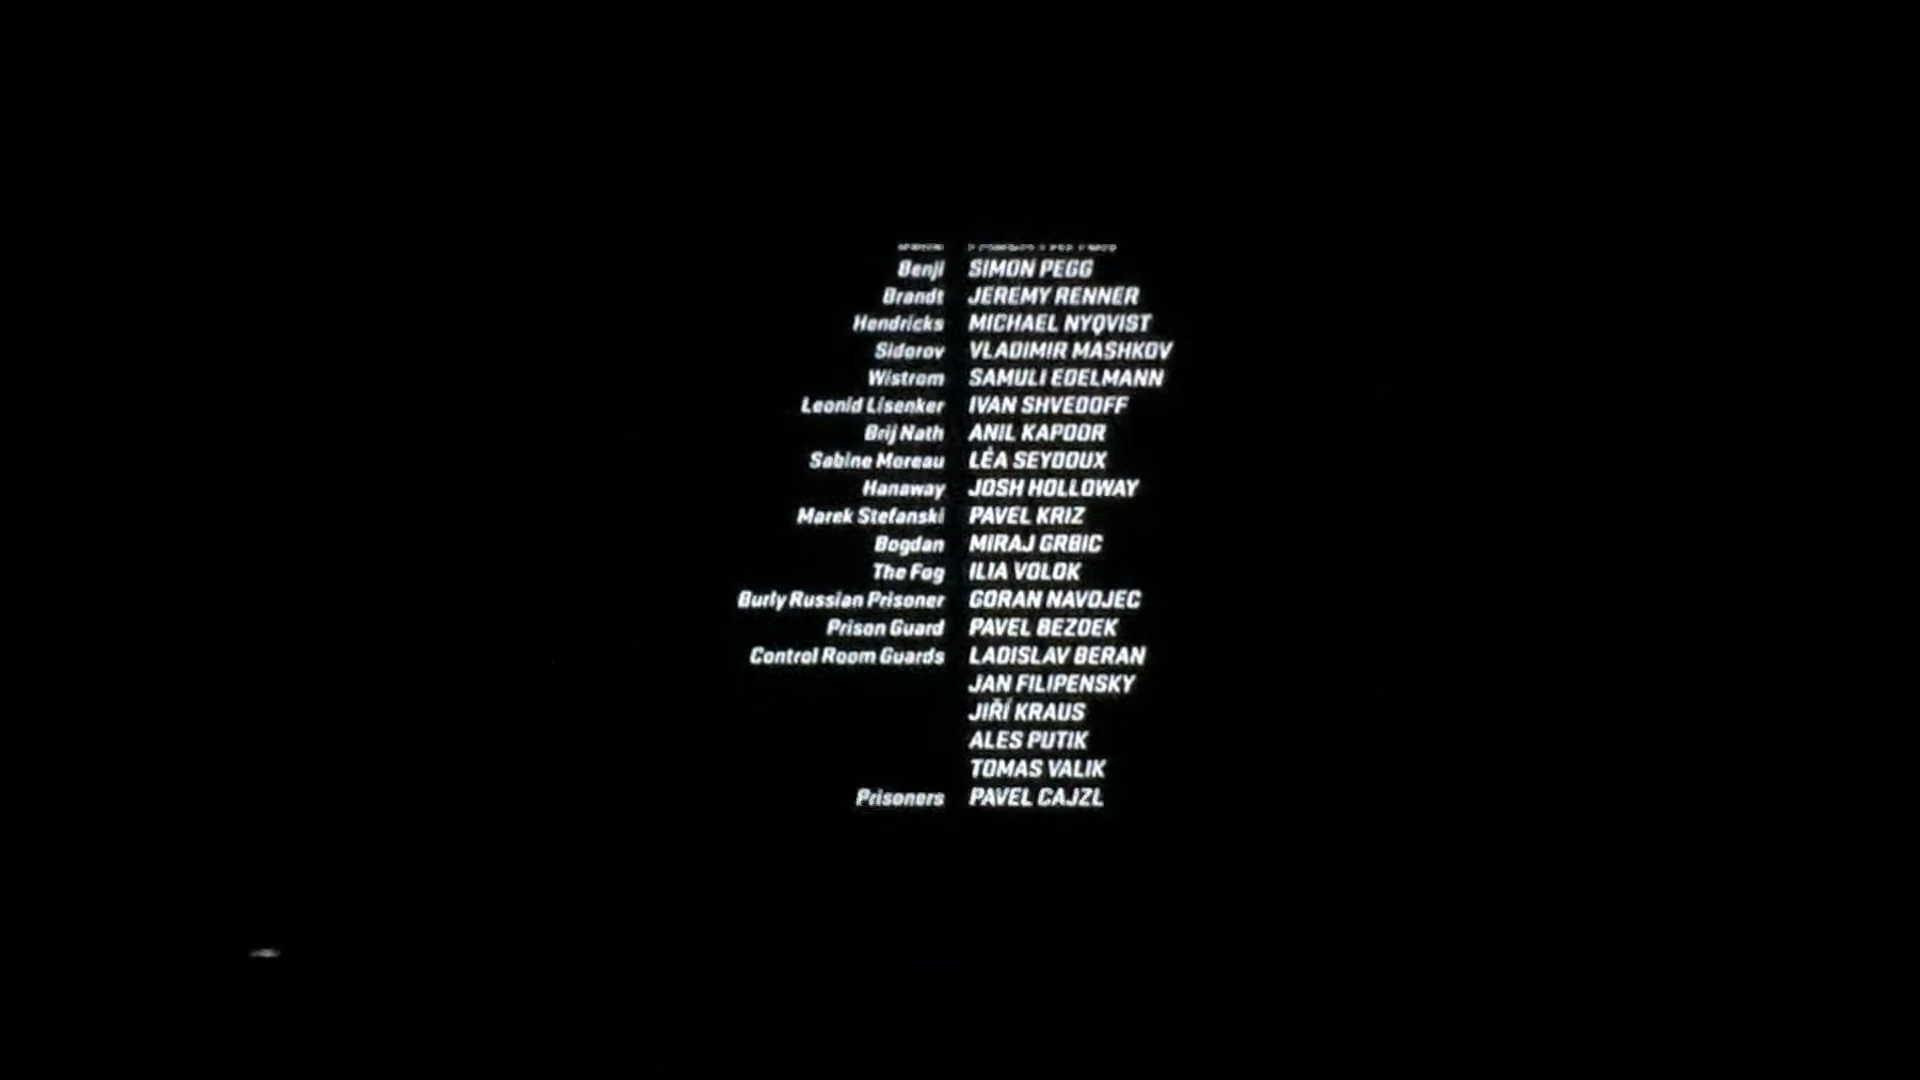 Benji SIMON PEGG
Brandt JEREMY RENNER
Hendricks MICHAEL NYQVIST
Sidorov VLADIMIR MASHKOV
Wistrom SAMULI EDELMANN
Leonid Lisenker IVAN SHVEDOFF
Brij Nath ANIL KAPOOR
Sabine Moreau LÉA SEYDOUX
Hanaway JOSH HOLLOWAY
Marek Stefanski PAVEL KRIZ
Bogdan MIRAJ GRBIC
The Fog ILIA VOLOK
Burly Russian Prisoner GORAN NAVOJEC
Prison Guard PAVEL BEZDEK
Control Room Guards LADISLAV BERAN
JAN FILIPENSKY
JIŘÍ KRAUS
ALES PUTIK
TOMAS VALIK
Prisoners PAVEL CAJZL